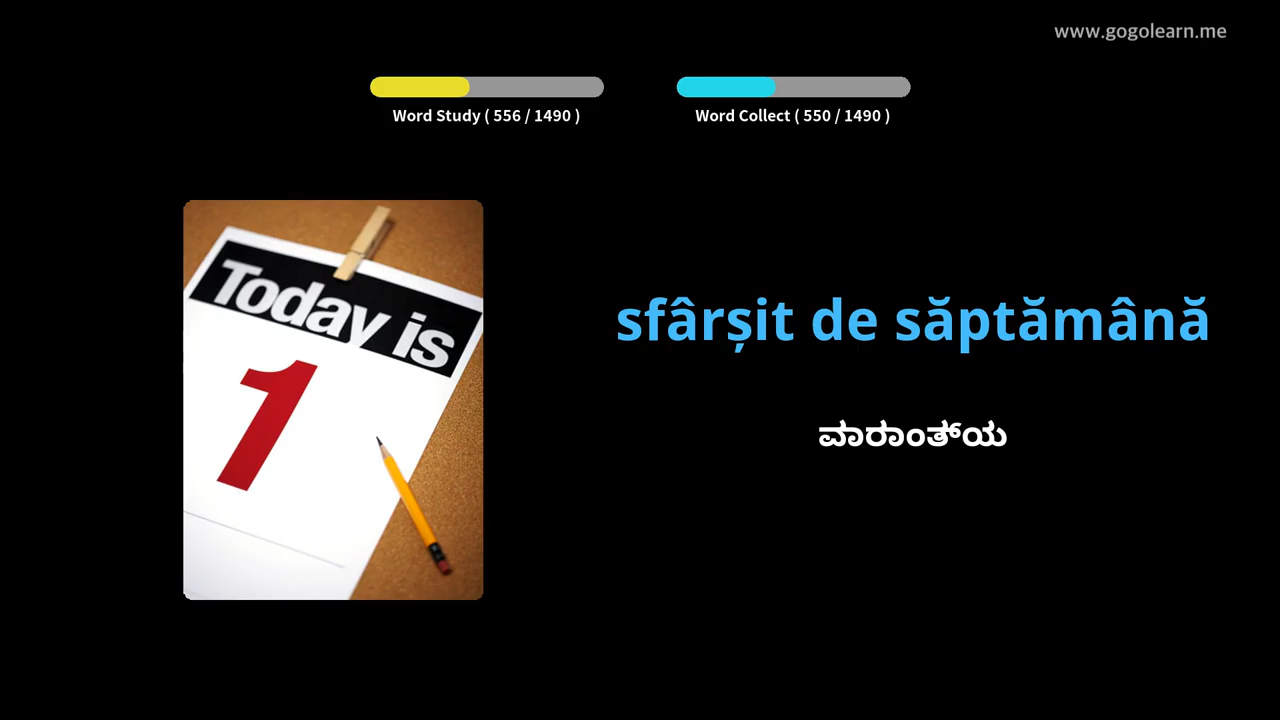 www.gogolearn.me
Word Study ( 556 / 1490 )
Word Collect ( 550 / 1490 )
Today is
1
sfârșit de săptămână
ವಾರಾಂತ್ಯ